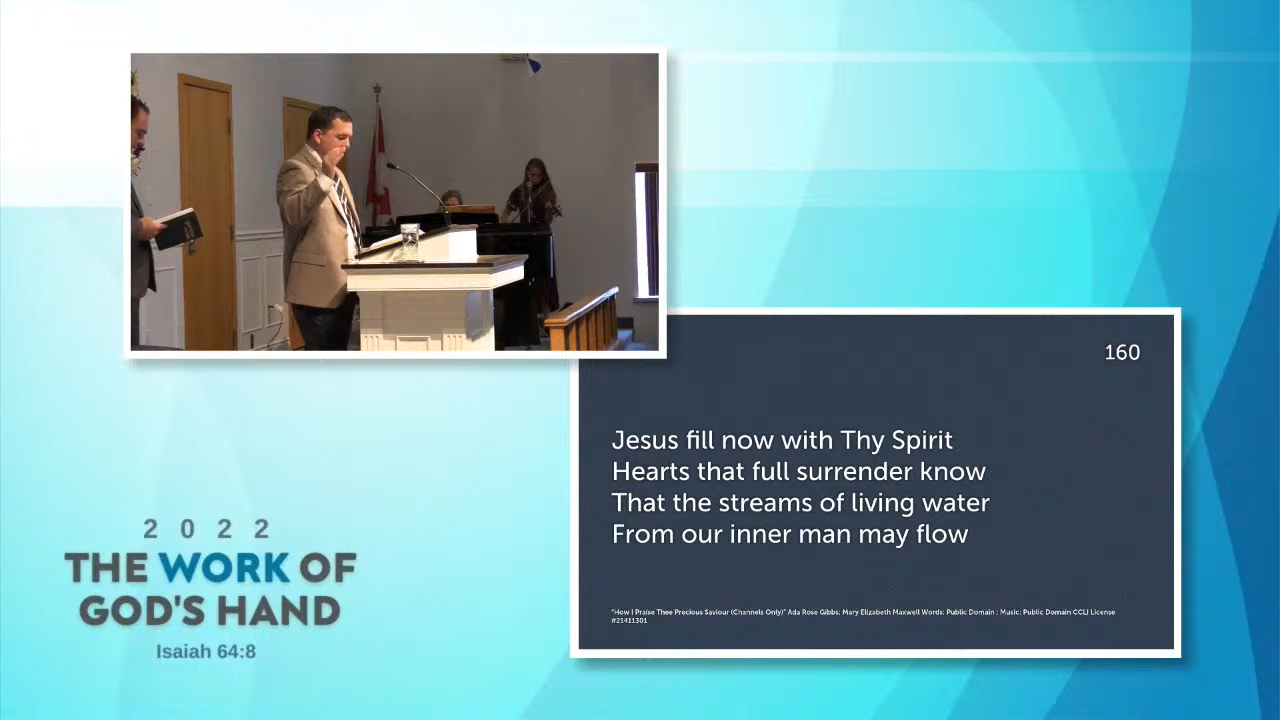 160
Jesus fill now with Thy Spirit
Hearts that full surrender know
That the streams of living water
From our inner man may flow
"How I Praise Thee Precious Saviour (Channels Only)" Ada Rose Gibbs; Mary Elizabeth Maxwell Words: Public Domain ; Music: Public Domain CCLI License
#21411301
2022
THE WORK OF
GOD'S HAND
Isaiah 64:8